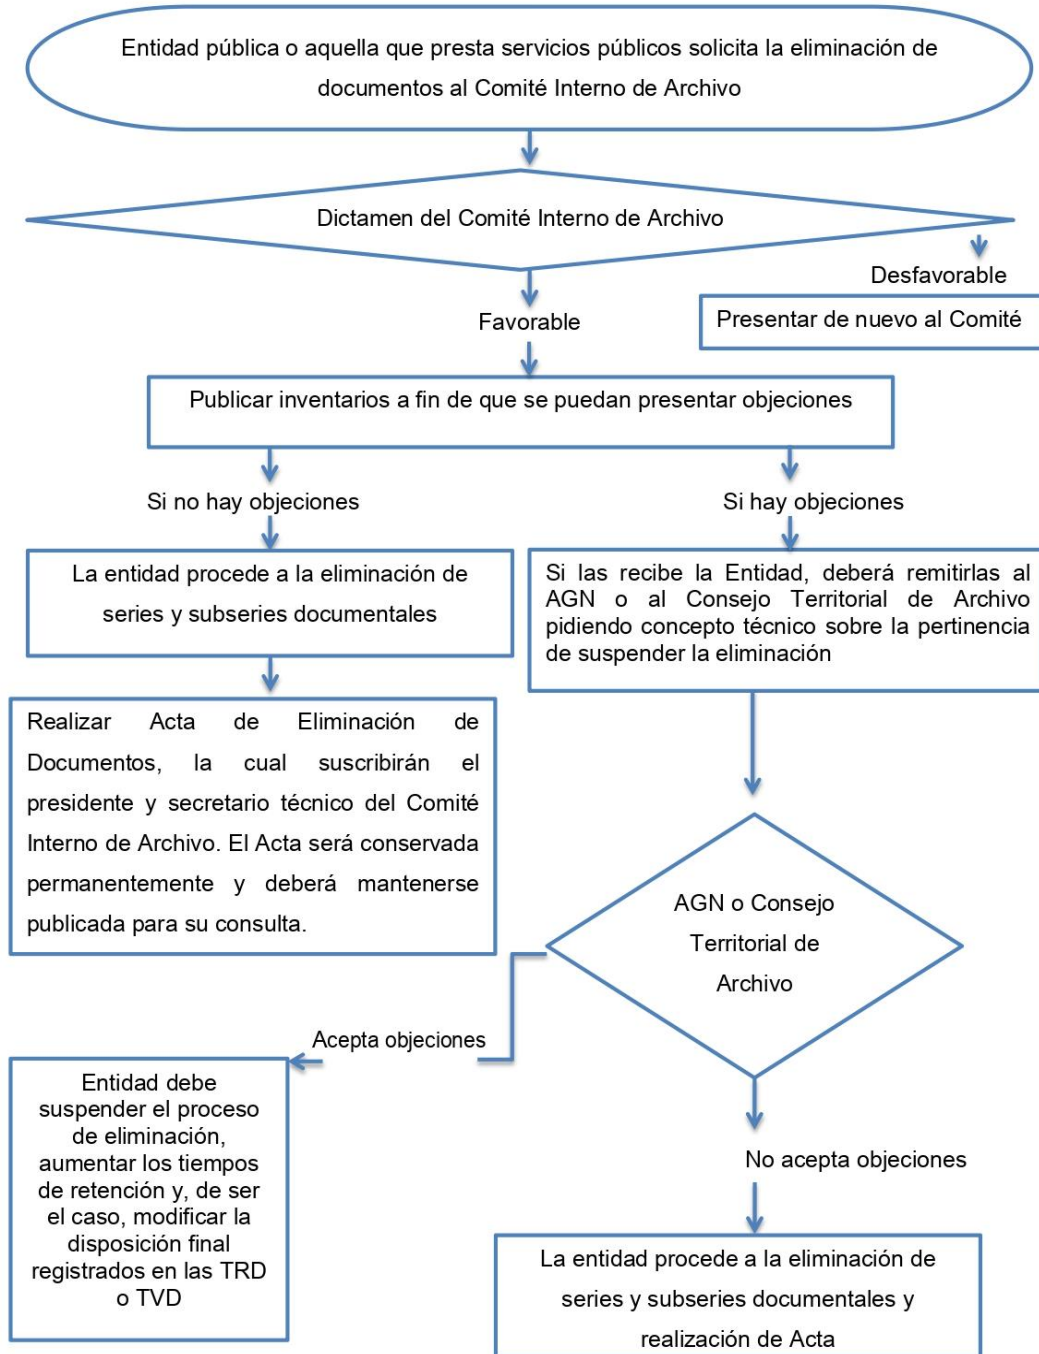 Entidad pública o aquella que presta servicios públicos solicita la eliminación de
documentos al Comité Interno de Archivo
Dictamen del Comité Interno de Archivo
Desfavorable
Presentar de nuevo al Comité
Favorable
Publicar inventarios a fin de que se puedan presentar objeciones
Si no hay objeciones
La entidad procede a la eliminación de
series y subseries documentales
Realizar Acta de Eliminación de
Documentos, la cual suscribirán el
presidente y secretario técnico del Comité
Interno de Archivo. El Acta será conservada
permanentemente y deberá mantenerse
publicada para su consulta.
Si hay objeciones
Si las recibe la Entidad, deberá remitirlas al
AGN o al Consejo Territorial de Archivo
pidiendo concepto técnico sobre la pertinencia
de suspender la eliminación
AGN o Consejo
Territorial de
Archivo
Acepta objeciones
Entidad debe
suspender el proceso
de eliminación,
aumentar los tiempos
de retención y, de ser
el caso, modificar la
disposición final
registrados en las TRD
o TVD
No acepta objeciones
La entidad procede a la eliminación de
series y subseries documentales y
realización de Acta